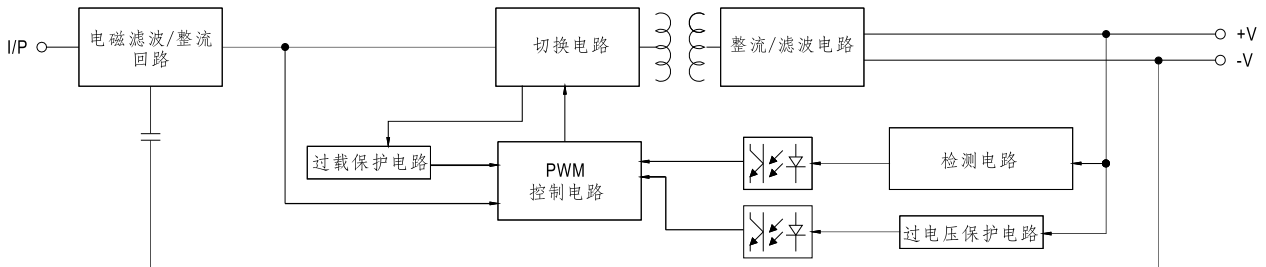 I/P
电磁滤波/整流
回路
切换电路
整流/滤波电路
+V
-V
过载保护电路
PWM
控制电路
检测电路
过电压保护电路